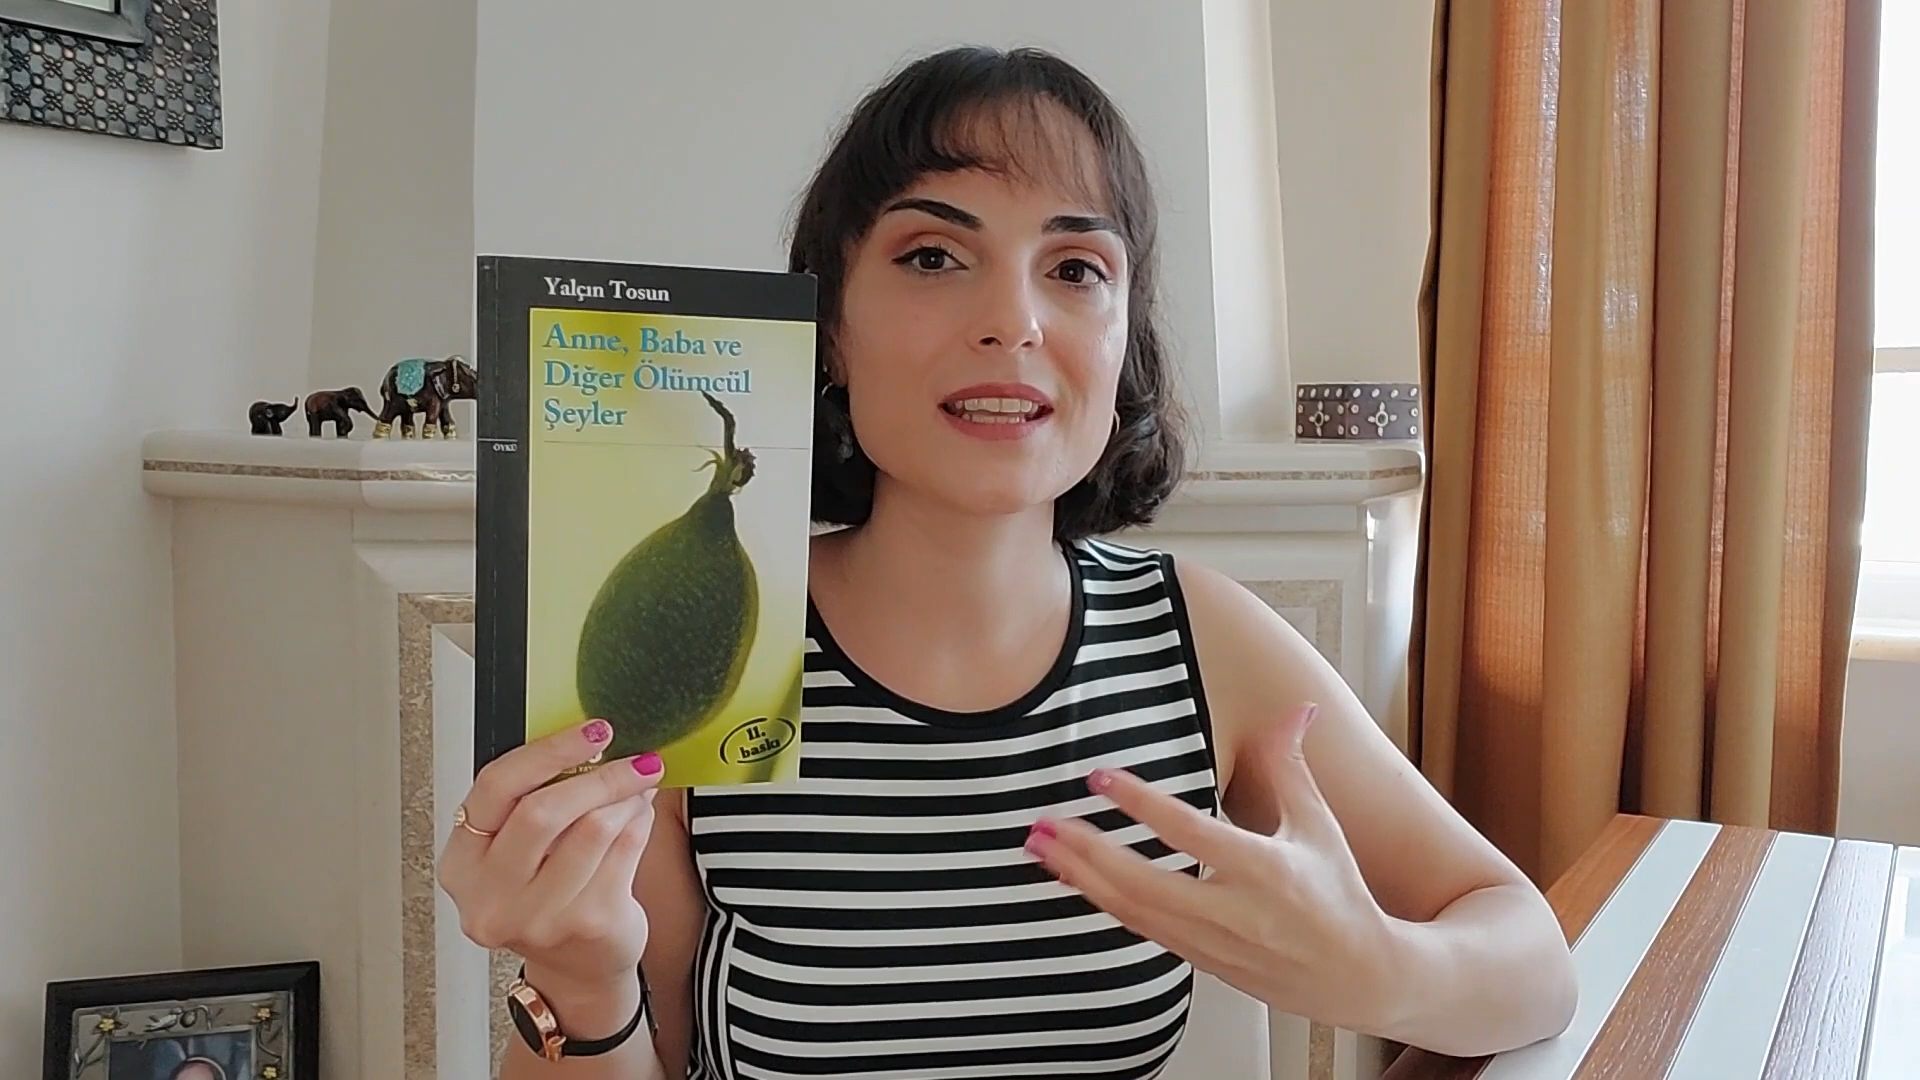 Yalçın Tosun
Anne, Baba ve
Diğer Ölümcül
Şeyler
ÖYKÜ
11.
baskı